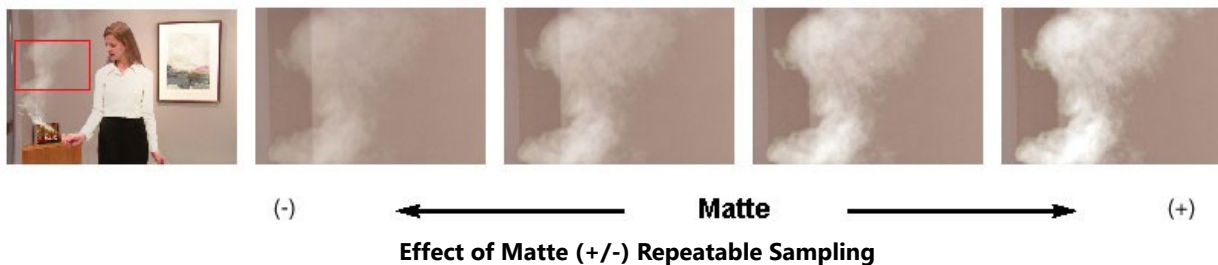 (-) Matte (+)
Effect of Matte (+/-) Repeatable Sampling